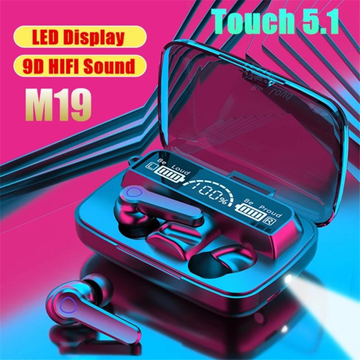 LED Display
Touch 5.1
9D HIFI Sound
M19
Be Loud
L
100%
R
Be Proud